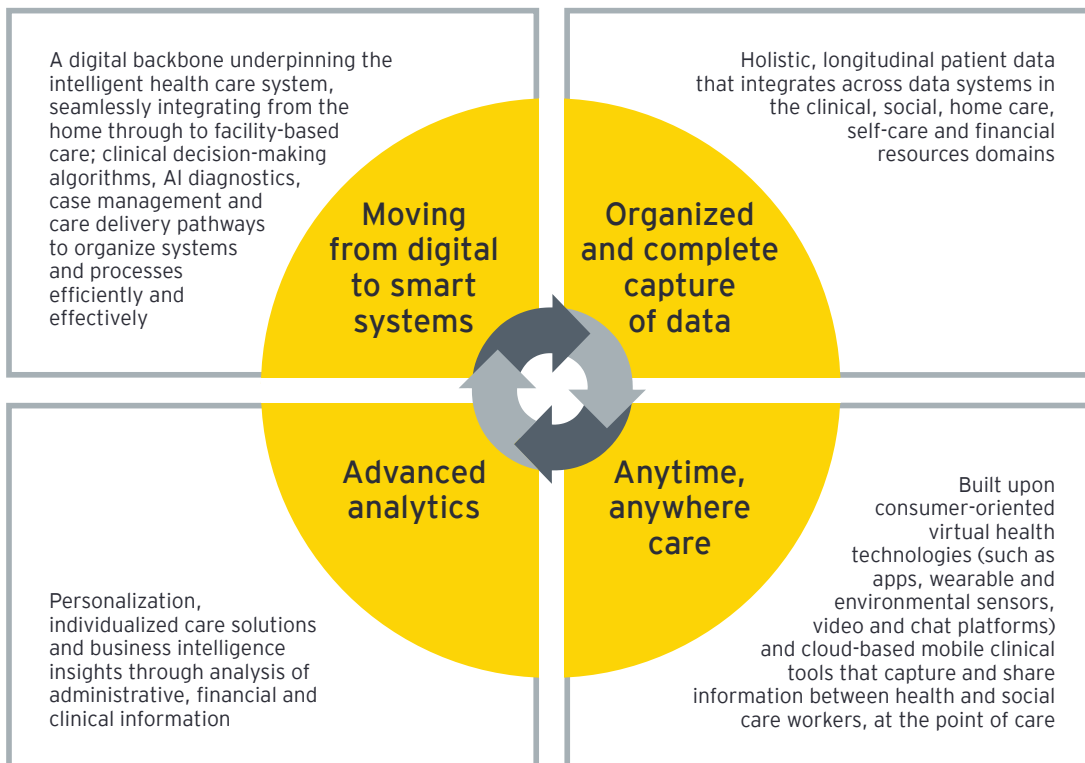 A digital backbone underpinning the
intelligent health care system,
seamlessly integrating from the
home through to facility-based
care; clinical decision-making
algorithms, AI diagnostics,
case management and
care delivery pathways
to organize systems
and processes
efficiently and
effectively
Moving
from digital
to smart
systems
Holistic, longitudinal patient data
that integrates across data systems in
the clinical, social, home care,
self-care and financial
resources domains
Organized
and complete
capture
of data
Advanced
analytics
Personalization,
individualized care solutions
and business intelligence
insights through analysis of
administrative, financial and
clinical information
Anytime,
anywhere
care
Built upon
consumer-oriented
virtual health
technologies (such as
apps, wearable and
environmental sensors,
video and chat platforms)
and cloud-based mobile clinical
tools that capture and share
information between health and social
care workers, at the point of care